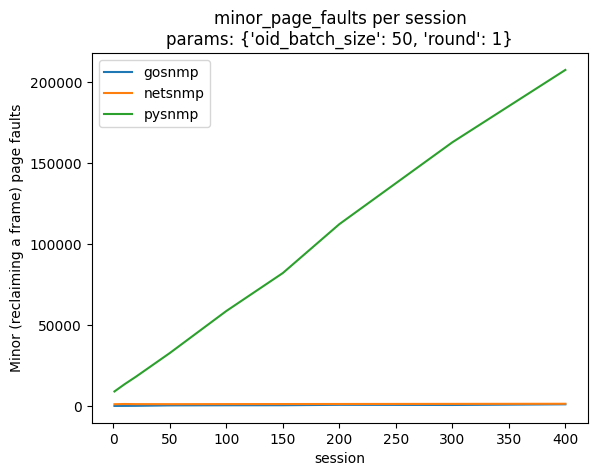 minor_page_faults per session
params: {'oid_batch_size': 50, 'round': 1}
gosnmp
netsnmp
pysnmp
Minor (reclaiming a frame) page faults
200000
150000
100000
50000
0
0 50 100 150 200 250 300 350 400
session